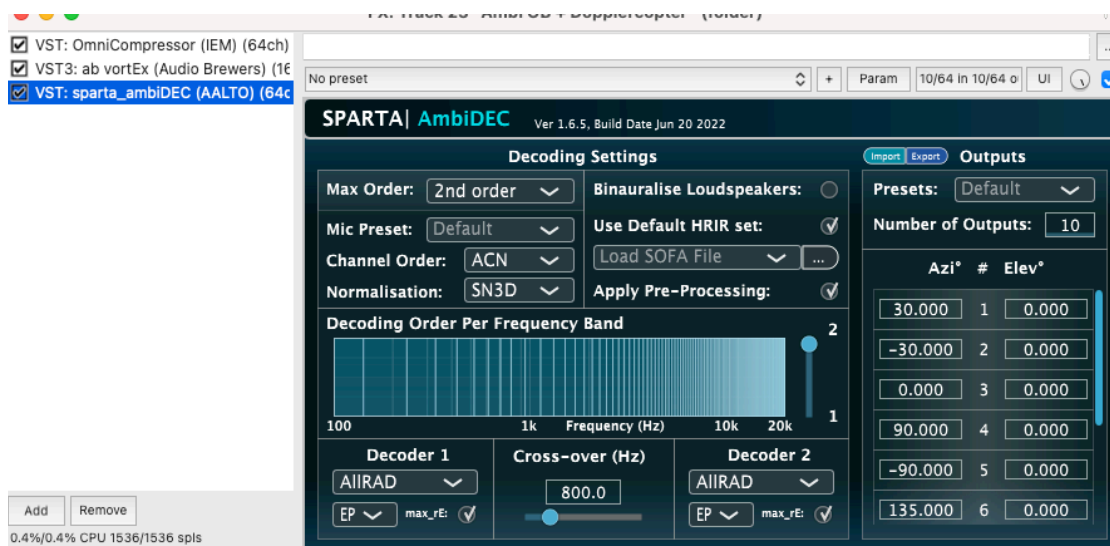 FX: Track 23 "Ambi OB + Dopplercopter" (folder)
VST: OmniCompressor (IEM) (64ch)
VST3: ab vortEx (Audio Brewers) (16
VST: sparta_ambiDEC (AALTO) (64c
No preset
+
Param
10/64 in 10/64 o
UI
SPARTA| AmbiDEC Ver 1.6.5, Build Date Jun 20 2022
Decoding Settings
Max Order: 2nd order
Mic Preset: Default
Channel Order: ACN
Normalisation: SN3D
Binauralise Loudspeakers:
Use Default HRIR set:
Load SOFA File ...
Apply Pre-Processing:
Decoding Order Per Frequency Band
2
1
100 1k Frequency (Hz) 10k 20k
Decoder 1
AllRAD
EP max_rE:
Cross-over (Hz)
800.0
Decoder 2
AllRAD
EP max_rE:
Import Export Outputs
Presets: Default
Number of Outputs: 10
Azi° # Elev°
30.000 1 0.000
-30.000 2 0.000
0.000 3 0.000
90.000 4 0.000
-90.000 5 0.000
135.000 6 0.000
Add Remove
0.4%/0.4% CPU 1536/1536 spls